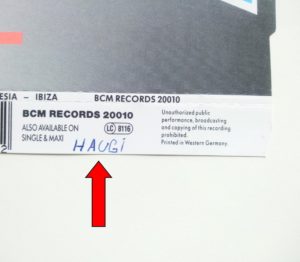 ESIA - IBIZA BCM RECORDS 20010
BCM RECORDS 20010
ALSO AVAILABLE ON
SINGLE & MAXI
LC 8116
HAUGi
Unauthorized public
performance, broadcasting
and copying of this recording
prohibited.
Printed in Western Germany.
2